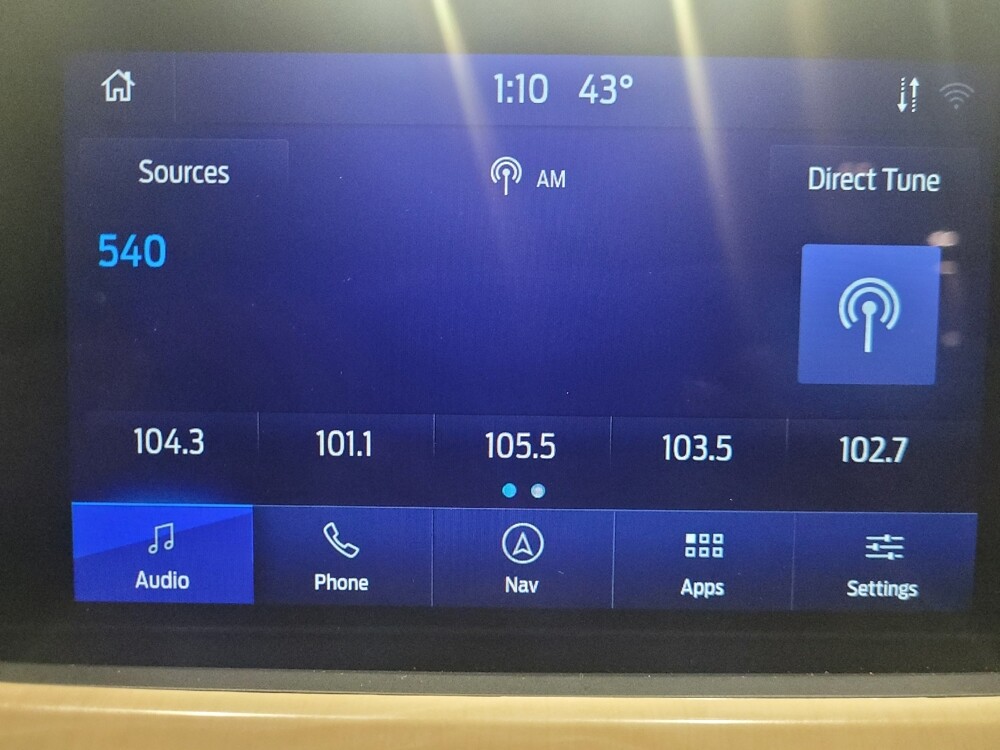 1:10 43°
Sources AM Direct Tune
540
104.3 101.1 105.5 103.5 102.7
Audio Phone Nav Apps Settings